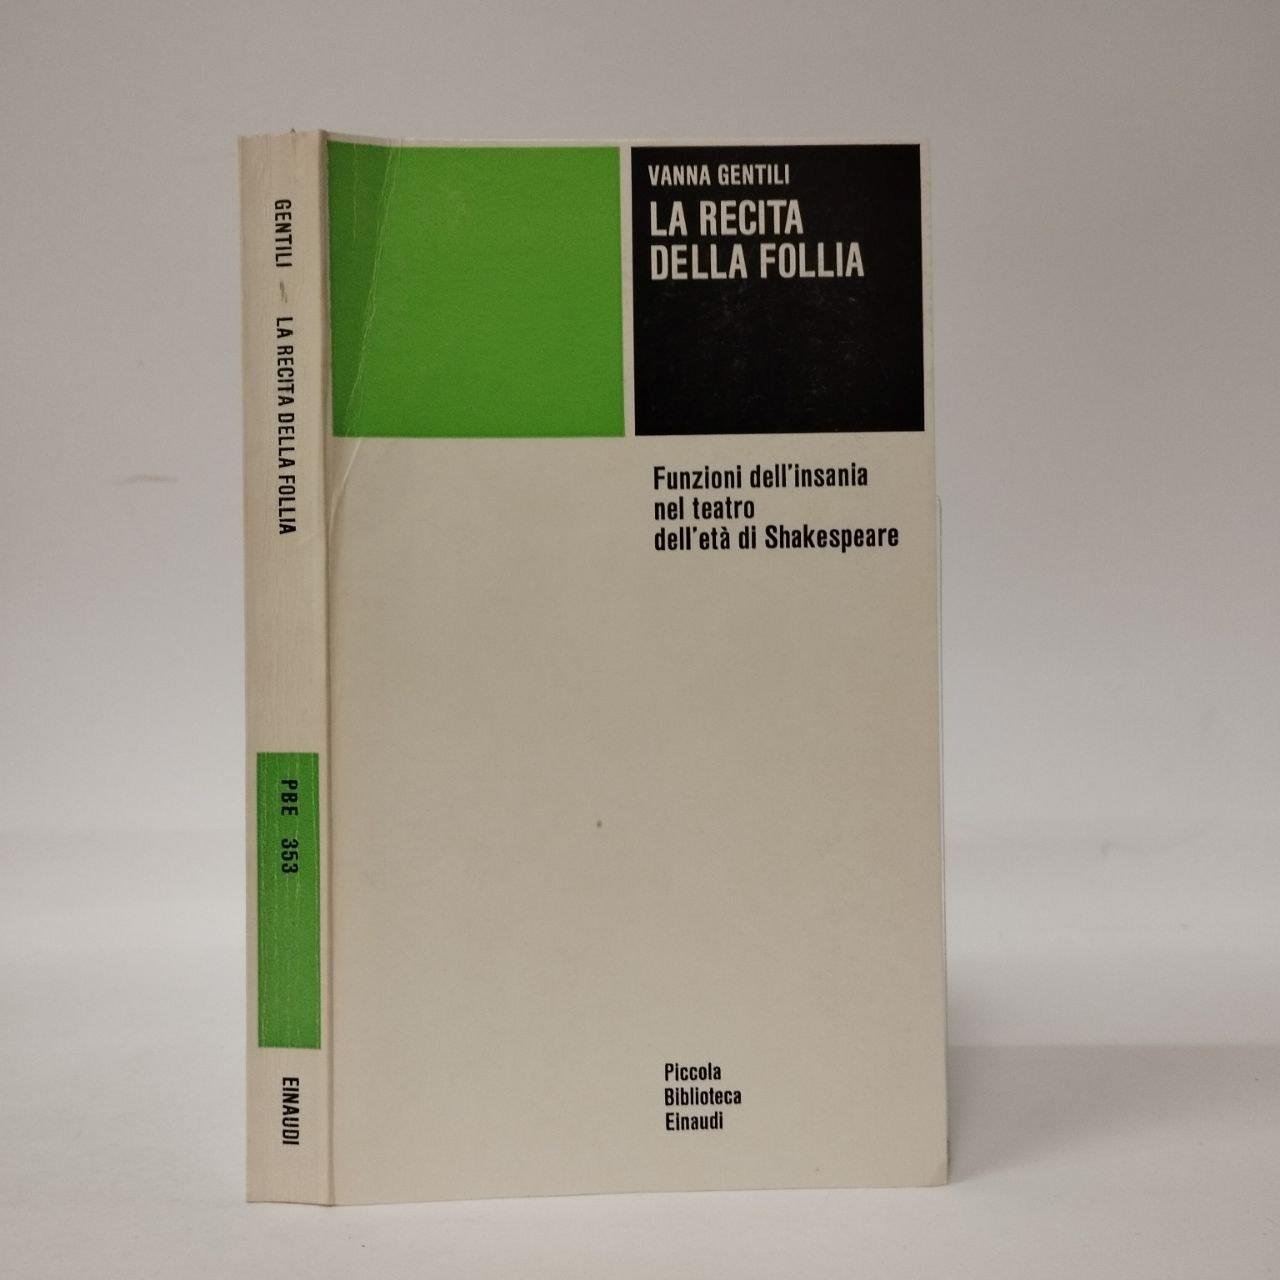 VANNA GENTILI
LA RECITA
DELLA FOLLIA
Funzioni dell'insania
nel teatro
dell'età di Shakespeare
Piccola
Biblioteca
Einaudi
GENTILI LA RECITA DELLA FOLLIA
PBE 353
EINAUDI